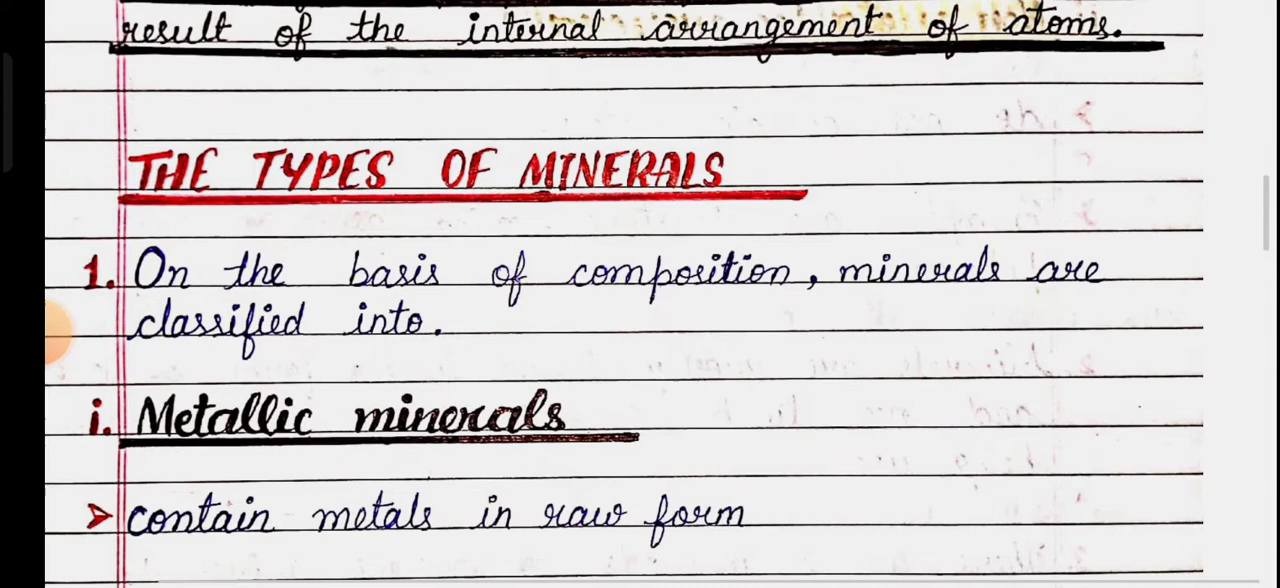 result of the internal arrangement of atoms.
THE TYPES OF MINERALS
1. On the basis of composition, minerals are
classified into.
i. Metallic minerals
> contain metals in raw form